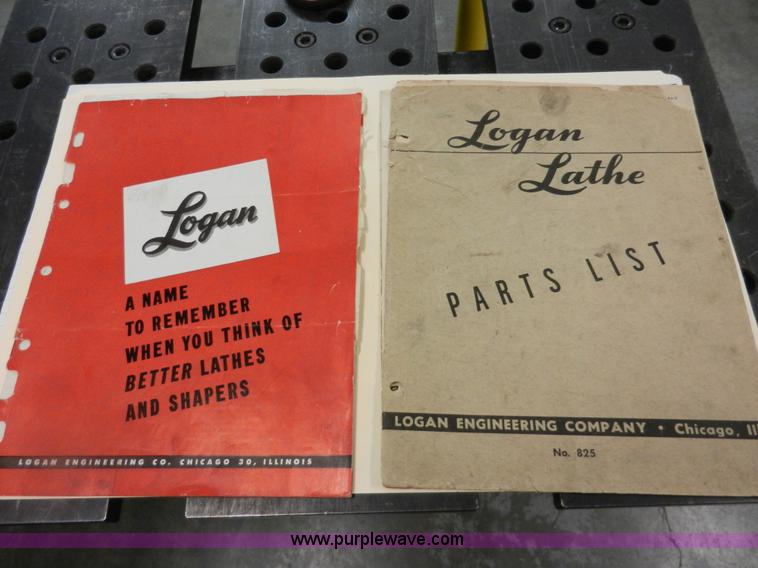 Logan
A NAME
TO REMEMBER
WHEN YOU THINK OF
BETTER LATHES
AND SHAPERS
LOGAN ENGINEERING CO. CHICAGO 30, ILLINOIS
Logan
Lathe
PARTS LIST
LOGAN ENGINEERING COMPANY • Chicago, Ill
No. 825
www.purplewave.com